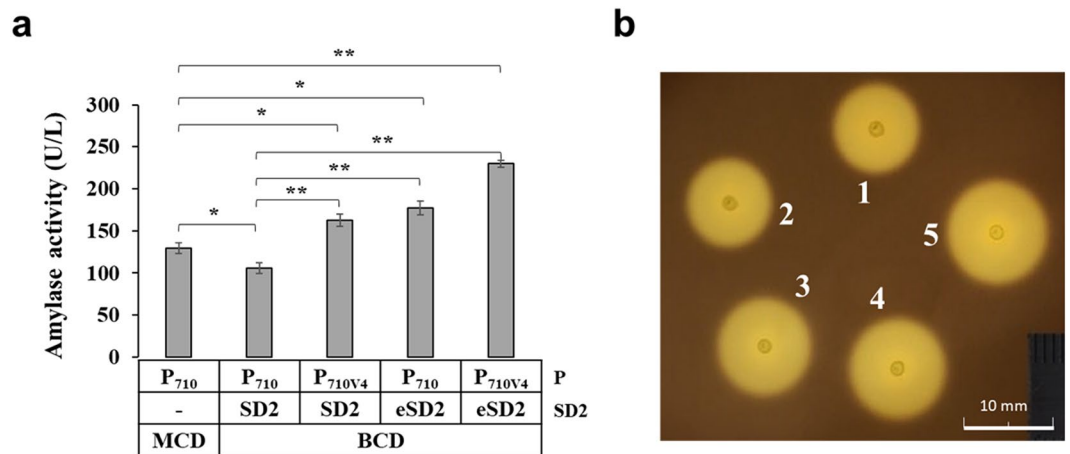 a
b
**
*
*
**
**
*
**
Amylase activity (U/L)
300
250
200
150
100
50
0
P710 P710 P710V4 P710 P710V4 P
- SD2 SD2 eSD2 eSD2 SD2
MCD BCD
1
2
5
3
4
10 mm